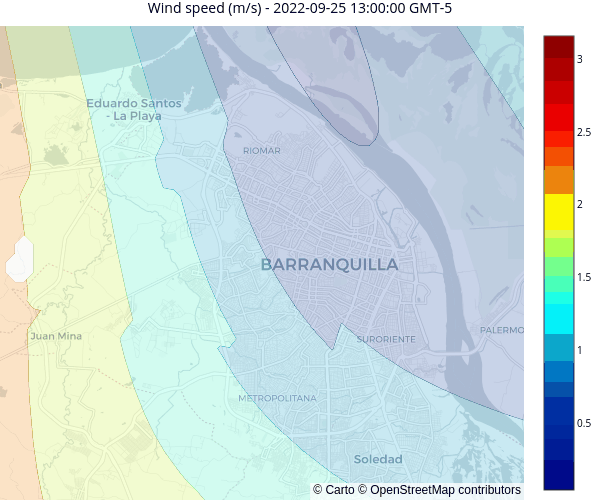 Wind speed (m/s) - 2022-09-25 13:00:00 GMT-5
3
Eduardo Santos
- La Playa
2.5
RIOMAR
2
BARRANQUILLA
1.5
PALERMO
Juan Mina
SURORIENTE
1
METROPOLITANA
0.5
Soledad
© Carto © OpenStreetMap contributors